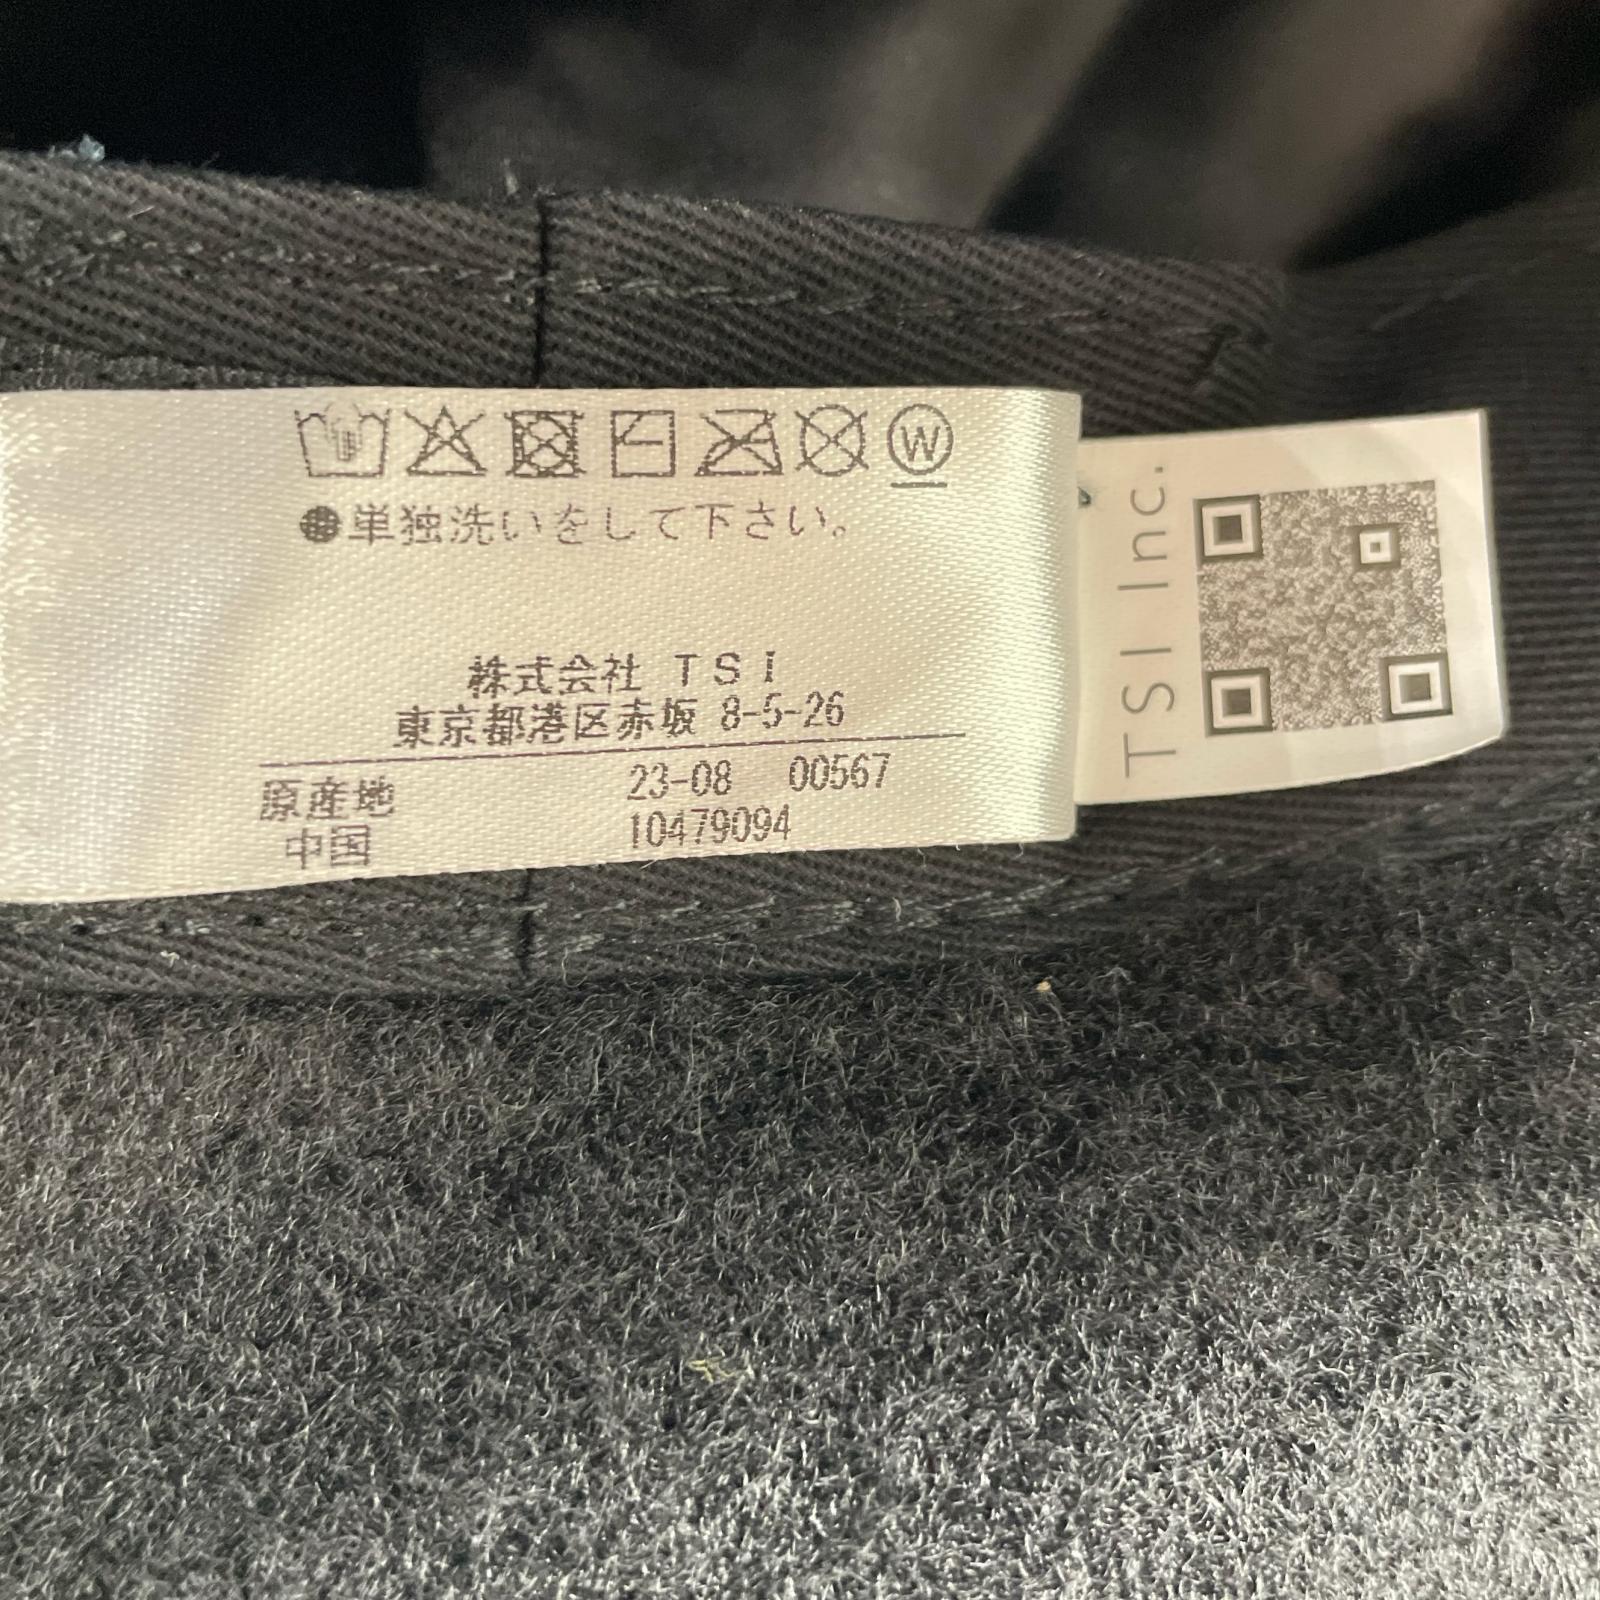 W
●単独洗いをして下さい。
株式会社 TSI
東京都港区赤坂 8-5-26
原産地 23-08 00567
中国 10479094
TSI Inc.